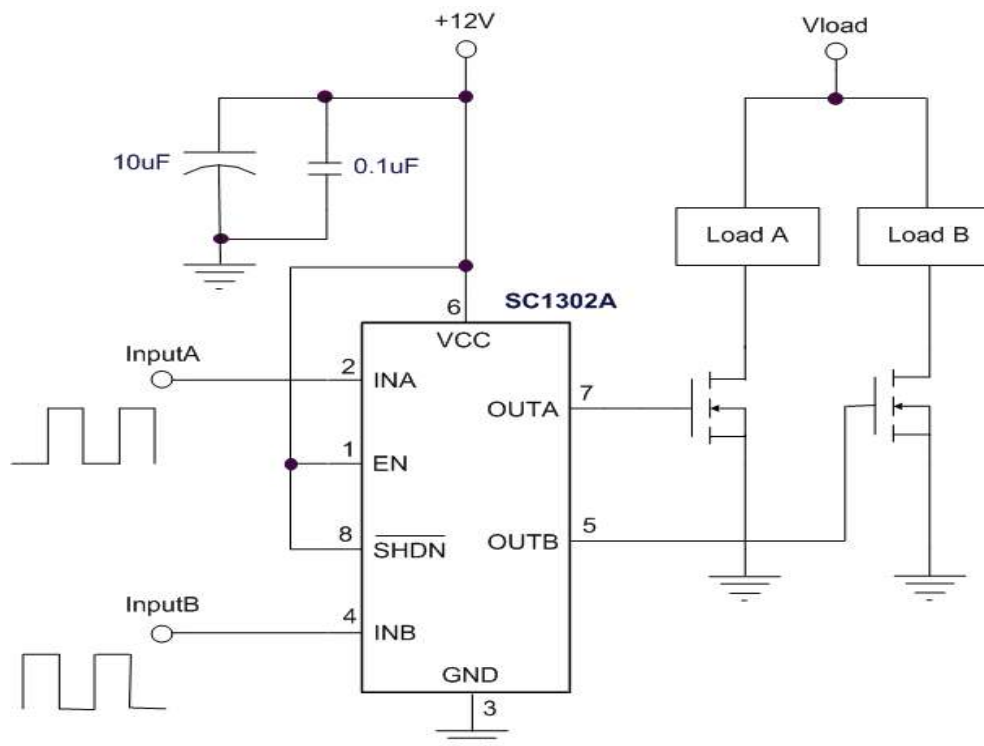 +12V
Vload
10uF
0.1uF
Load A
Load B
SC1302A
6
VCC
InputA
2
INA
7
OUTA
1
EN
8
SHDN
5
OUTB
InputB
4
INB
GND
3